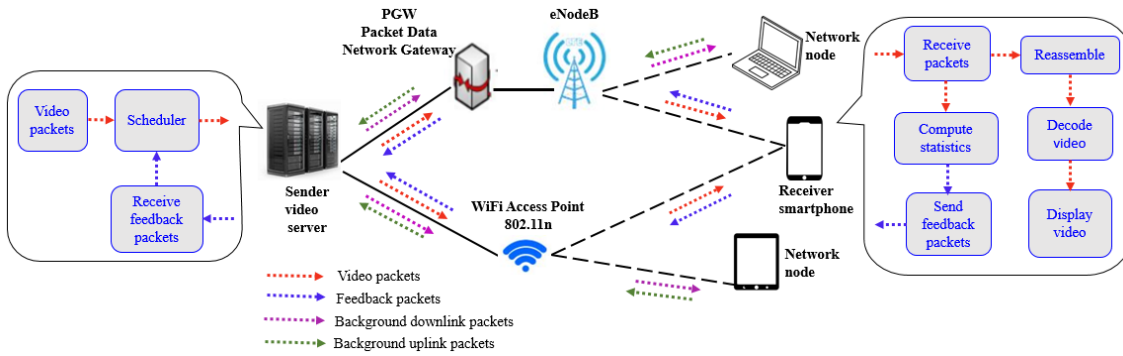 Video
packets
Scheduler
Receive
feedback
packets
Sender
video
server
PGW
Packet Data
Network Gateway
eNodeB
WiFi Access Point
802.11n
Network
node
Receiver
smartphone
Network
node
Receive
packets
Reassemble
Compute
statistics
Decode
video
Send
feedback
packets
Display
video
Video packets
Feedback packets
Background downlink packets
Background uplink packets